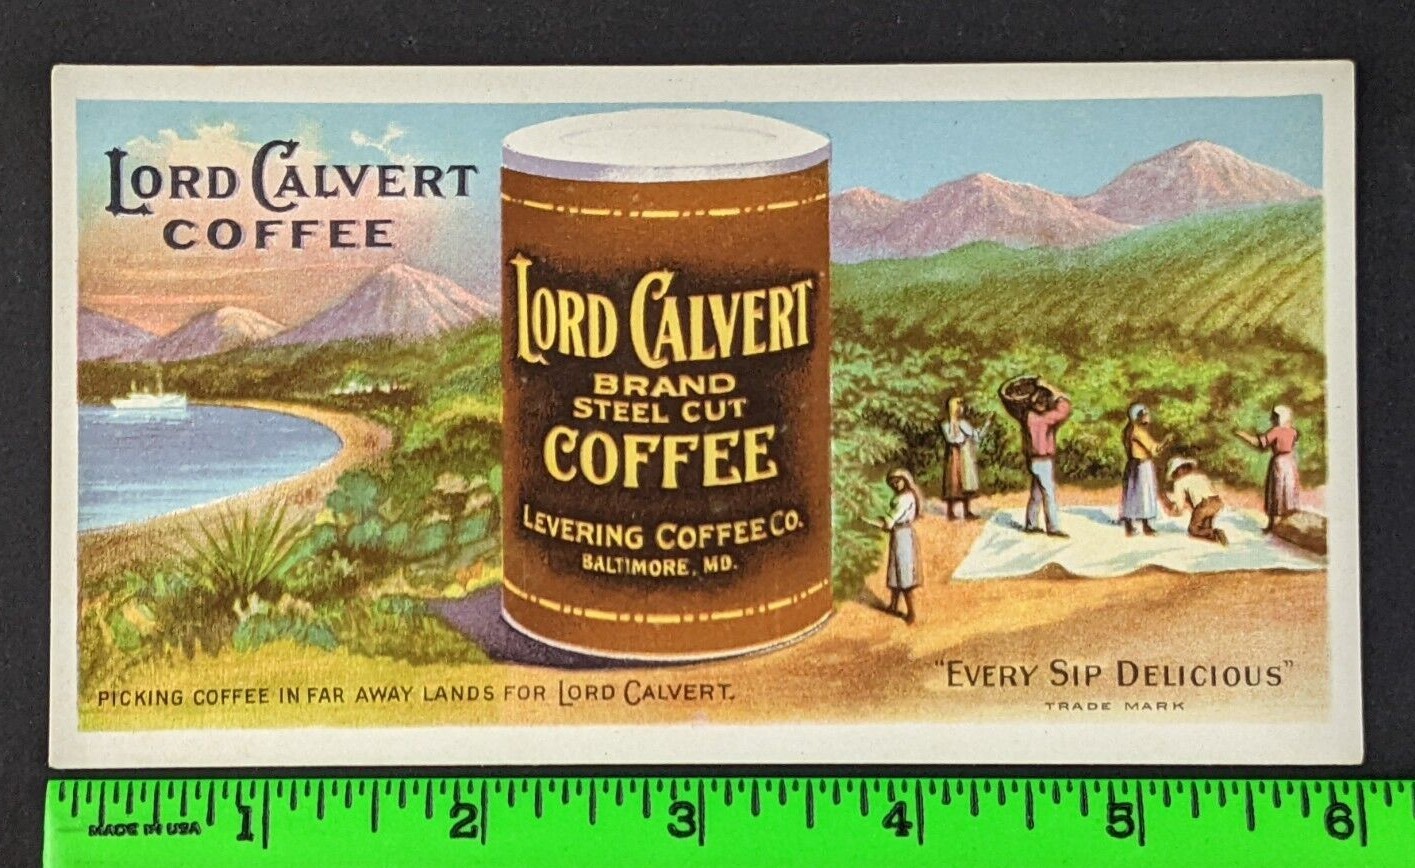 LORD CALVERT
COFFEE
LORD CALVERT
BRAND
STEEL CUT
COFFEE
LEVERING COFFEE CO.
BALTIMORE, MD.
PICKING COFFEE IN FAR AWAY LANDS FOR LORD CALVERT.
"EVERY SIP DELICIOUS"
TRADE MARK
1 2 3 4 5 6
MADE IN USA